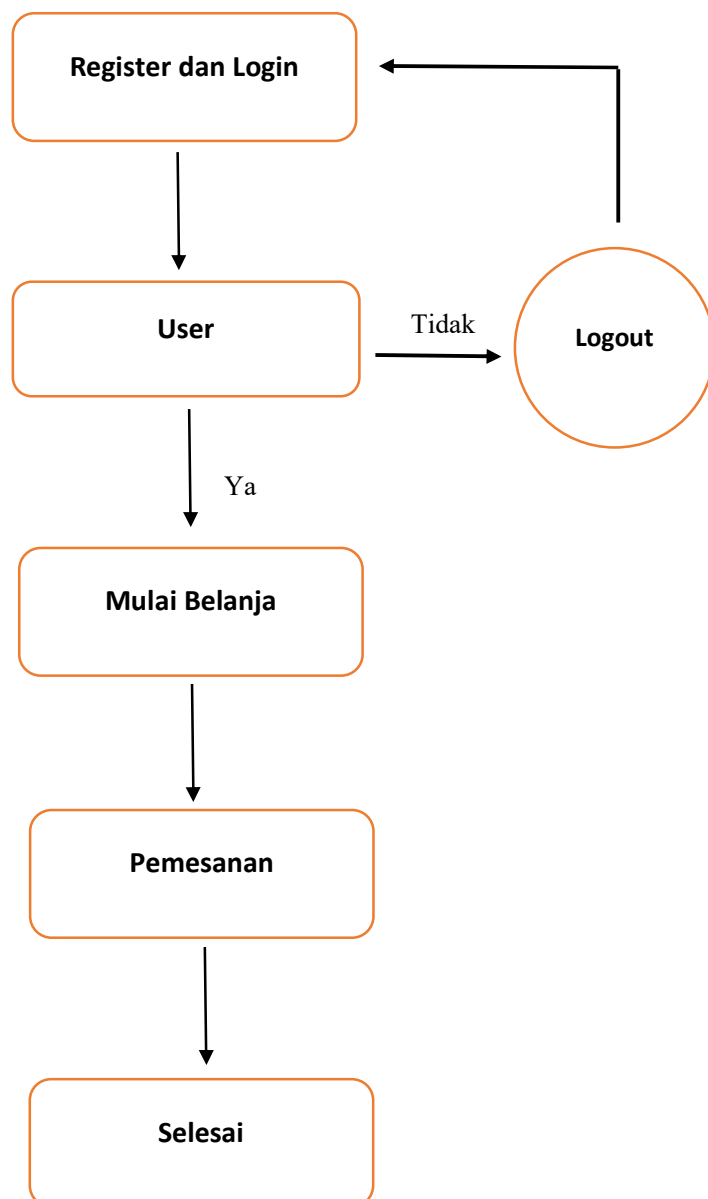 Register dan Login
User
Tidak
Logout
Ya
Mulai Belanja
Pemesanan
Selesai